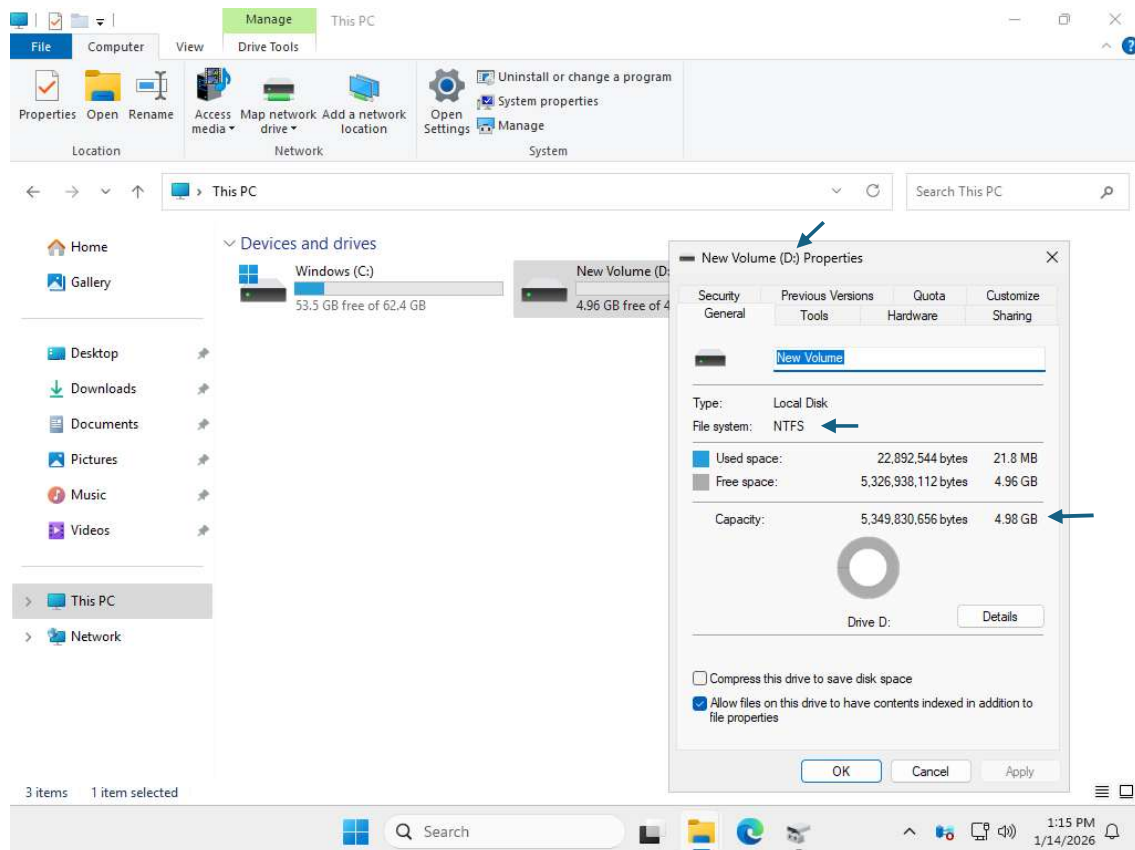 Manage This PC
File Computer View Drive Tools
Properties Open Rename
Access media
Map network drive
Add a network location
Open Settings
Uninstall or change a program
System properties
Manage
Location Network System
This PC
Search This PC
Home
Gallery
Desktop
Downloads
Documents
Pictures
Music
Videos
This PC
Network
Devices and drives
Windows (C:)
53.5 GB free of 62.4 GB
New Volume (D:
4.96 GB free of 4
New Volume (D:) Properties
Security Previous Versions Quota Customize
General Tools Hardware Sharing
New Volume
Type: Local Disk
File system: NTFS
Used space: 22,892,544 bytes 21.8 MB
Free space: 5,326,938,112 bytes 4.96 GB
Capacity: 5,349,830,656 bytes 4.98 GB
Drive D:
Details
Compress this drive to save disk space
Allow files on this drive to have contents indexed in addition to
file properties
OK Cancel Apply
3 items 1 item selected
Search
1:15 PM
1/14/2026